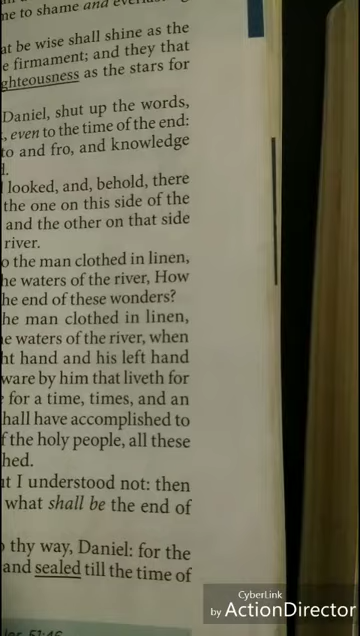 me to shame and
at be wise shall shine as the
e firmament; and they that
ghteousness as the stars for
Daniel, shut up the words,
, even to the time of the end:
to and fro, and knowledge
d.
looked, and, behold, there
the one on this side of the
and the other on that side
river.
o the man clothed in linen,
he waters of the river, How
he end of these wonders?
he man clothed in linen,
e waters of the river, when
ht hand and his left hand
ware by him that liveth for
for a time, times, and an
hall have accomplished to
f the holy people, all these
hed.
t I understood not: then
what shall be the end of
thy way, Daniel: for the
and sealed till the time of
CyberLink
by ActionDirector